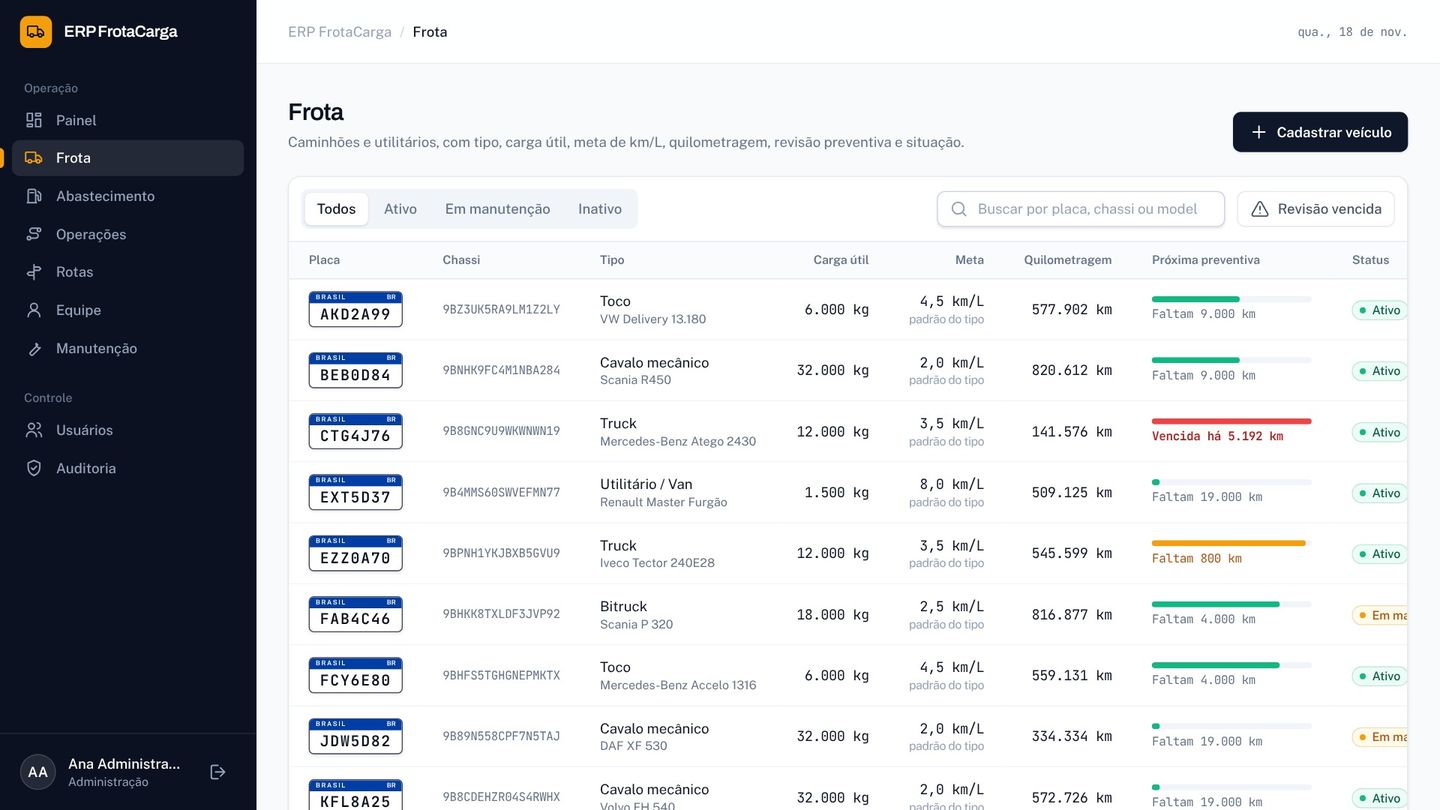 ERP FrotaCarga
Operação
Painel
Frota
Abastecimento
Operações
Rotas
Equipe
Manutenção
Controle
Usuários
Auditoria
AA
Ana Administra...
Administração
ERP FrotaCarga / Frota
qua., 18 de nov.
Frota
Caminhões e utilitários, com tipo, carga útil, meta de km/L, quilometragem, revisão preventiva e situação.
Cadastrar veículo
Todos Ativo Em manutenção Inativo
Buscar por placa, chassi ou model
Revisão vencida
Placa Chassi Tipo Carga útil Meta Quilometragem Próxima preventiva Status
BRASIL BR
AKD2A99 9BZ3UK5RA9LM1Z2LY Toco 6.000 kg 4,5 km/L 577.902 km Faltam 9.000 km Ativo
VW Delivery 13.180 padrão do tipo
BRASIL BR
BEB0D84 9BNHK9FC4M1NBA284 Cavalo mecânico 32.000 kg 2,0 km/L 820.612 km Faltam 9.000 km Ativo
Scania R450 padrão do tipo
BRASIL BR
CTG4J76 9B8GNC9U9WKWNWN19 Truck 12.000 kg 3,5 km/L 141.576 km Vencida há 5.192 km Ativo
Mercedes-Benz Atego 2430 padrão do tipo
BRASIL BR
EXT5D37 9B4MMS60SWVEFMN77 Utilitário / Van 1.500 kg 8,0 km/L 509.125 km Faltam 19.000 km Ativo
Renault Master Furgão padrão do tipo
BRASIL BR
EZZ0A70 9BPNH1YKJBXB5GVU9 Truck 12.000 kg 3,5 km/L 545.599 km Faltam 800 km Ativo
Iveco Tector 240E28 padrão do tipo
BRASIL BR
FAB4C46 9BHKK8TXLDF3JVP92 Bitruck 18.000 kg 2,5 km/L 816.877 km Faltam 4.000 km Em ma
Scania P 320 padrão do tipo
BRASIL BR
FCY6E80 9BHFS5TGHGNEPMKTX Toco 6.000 kg 4,5 km/L 559.131 km Faltam 4.000 km Ativo
Mercedes-Benz Accelo 1316 padrão do tipo
BRASIL BR
JDW5D82 9B89N558CPF7N5TAJ Cavalo mecânico 32.000 kg 2,0 km/L 334.334 km Faltam 19.000 km Em ma
DAF XF 530 padrão do tipo
BRASIL BR
KFL8A25 9B8CDEHZR04S4RWHX Cavalo mecânico 32.000 kg 2,0 km/L 572.726 km Faltam 19.000 km Ativo
Volvo FH 540 padrão do tipo